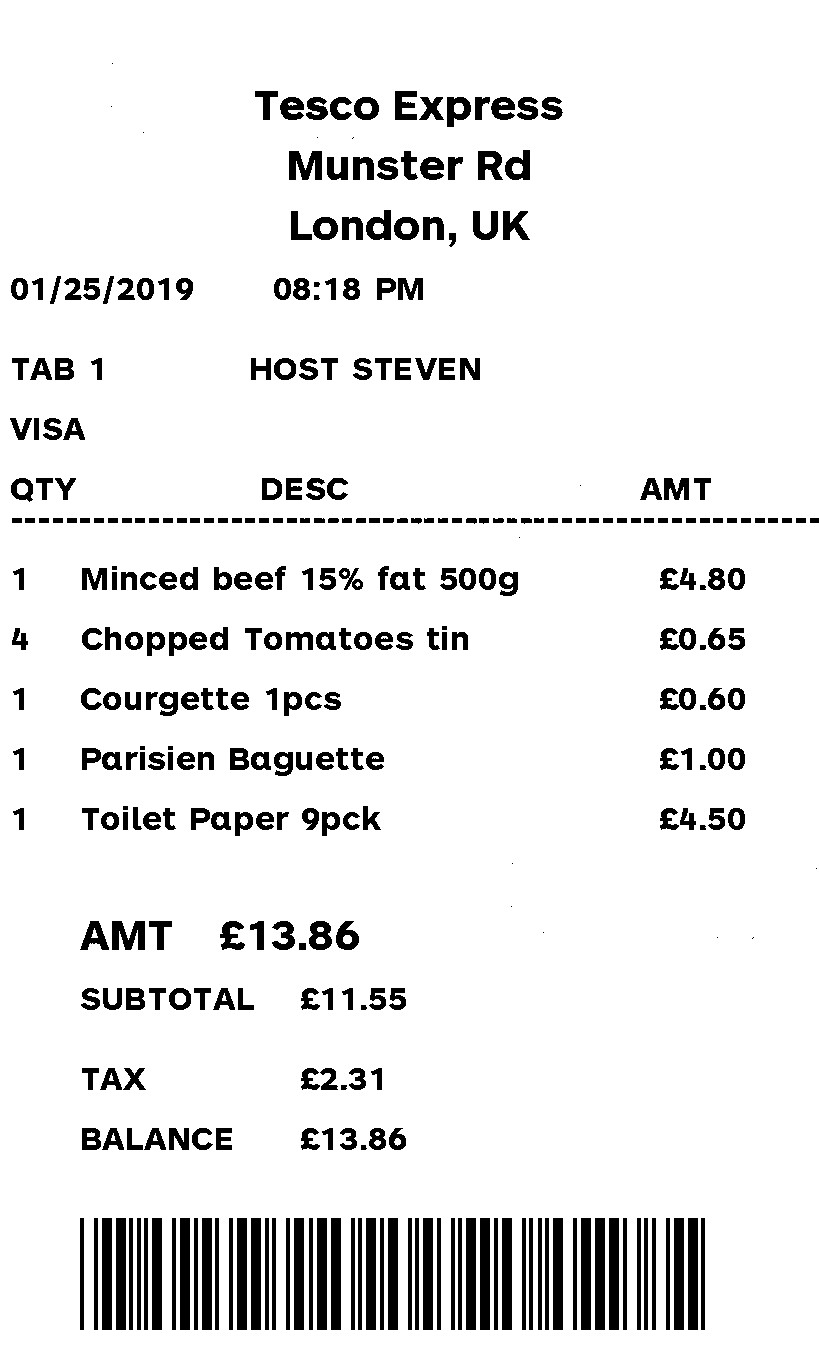 Tesco Express
Munster Rd
London, UK
01/25/2019 08:18 PM
TAB 1 HOST STEVEN
VISA
QTY DESC AMT
1 Minced beef 15% fat 500g £4.80
4 Chopped Tomatoes tin £0.65
1 Courgette 1pcs £0.60
1 Parisien Baguette £1.00
1 Toilet Paper 9pck £4.50
AMT £13.86
SUBTOTAL £11.55
TAX £2.31
BALANCE £13.86